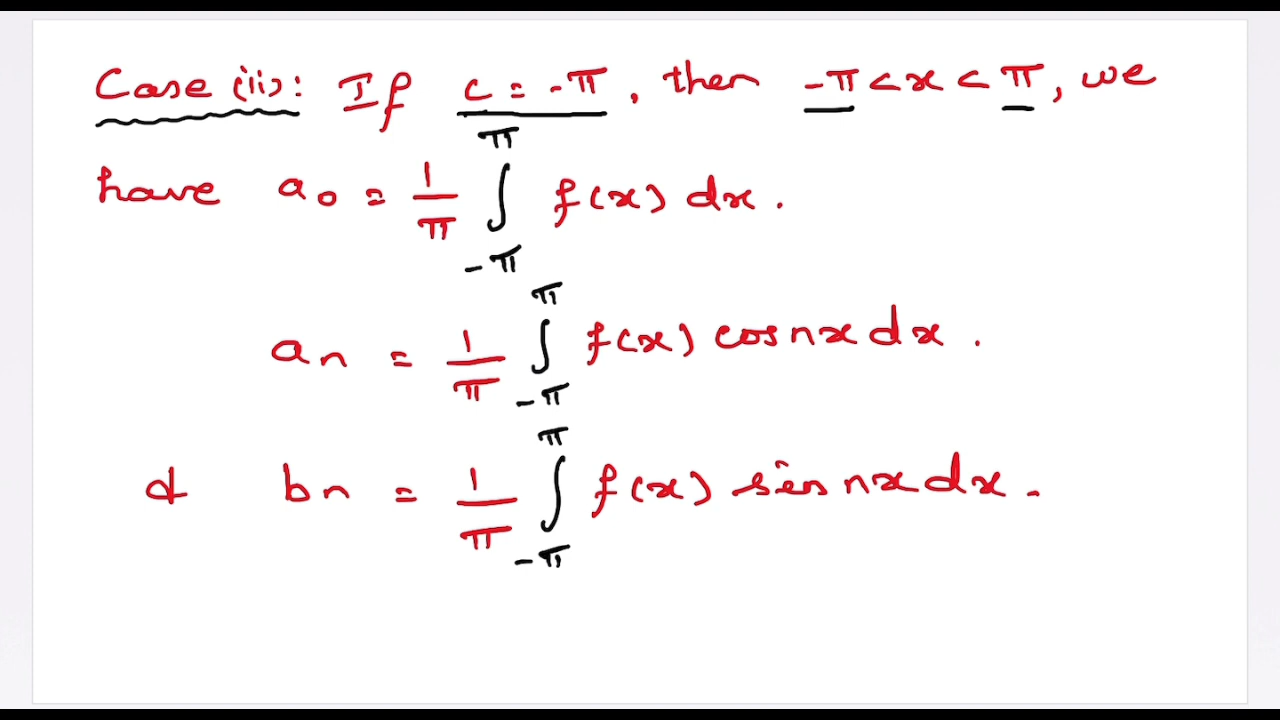 Case (ii): If c = -π, then -π < x < π, we
have a₀ = 1/π ∫_{-π}^{π} f(x) dx.
aₙ = 1/π ∫_{-π}^{π} f(x) cos nx dx.
& bₙ = 1/π ∫_{-π}^{π} f(x) sin nx dx.